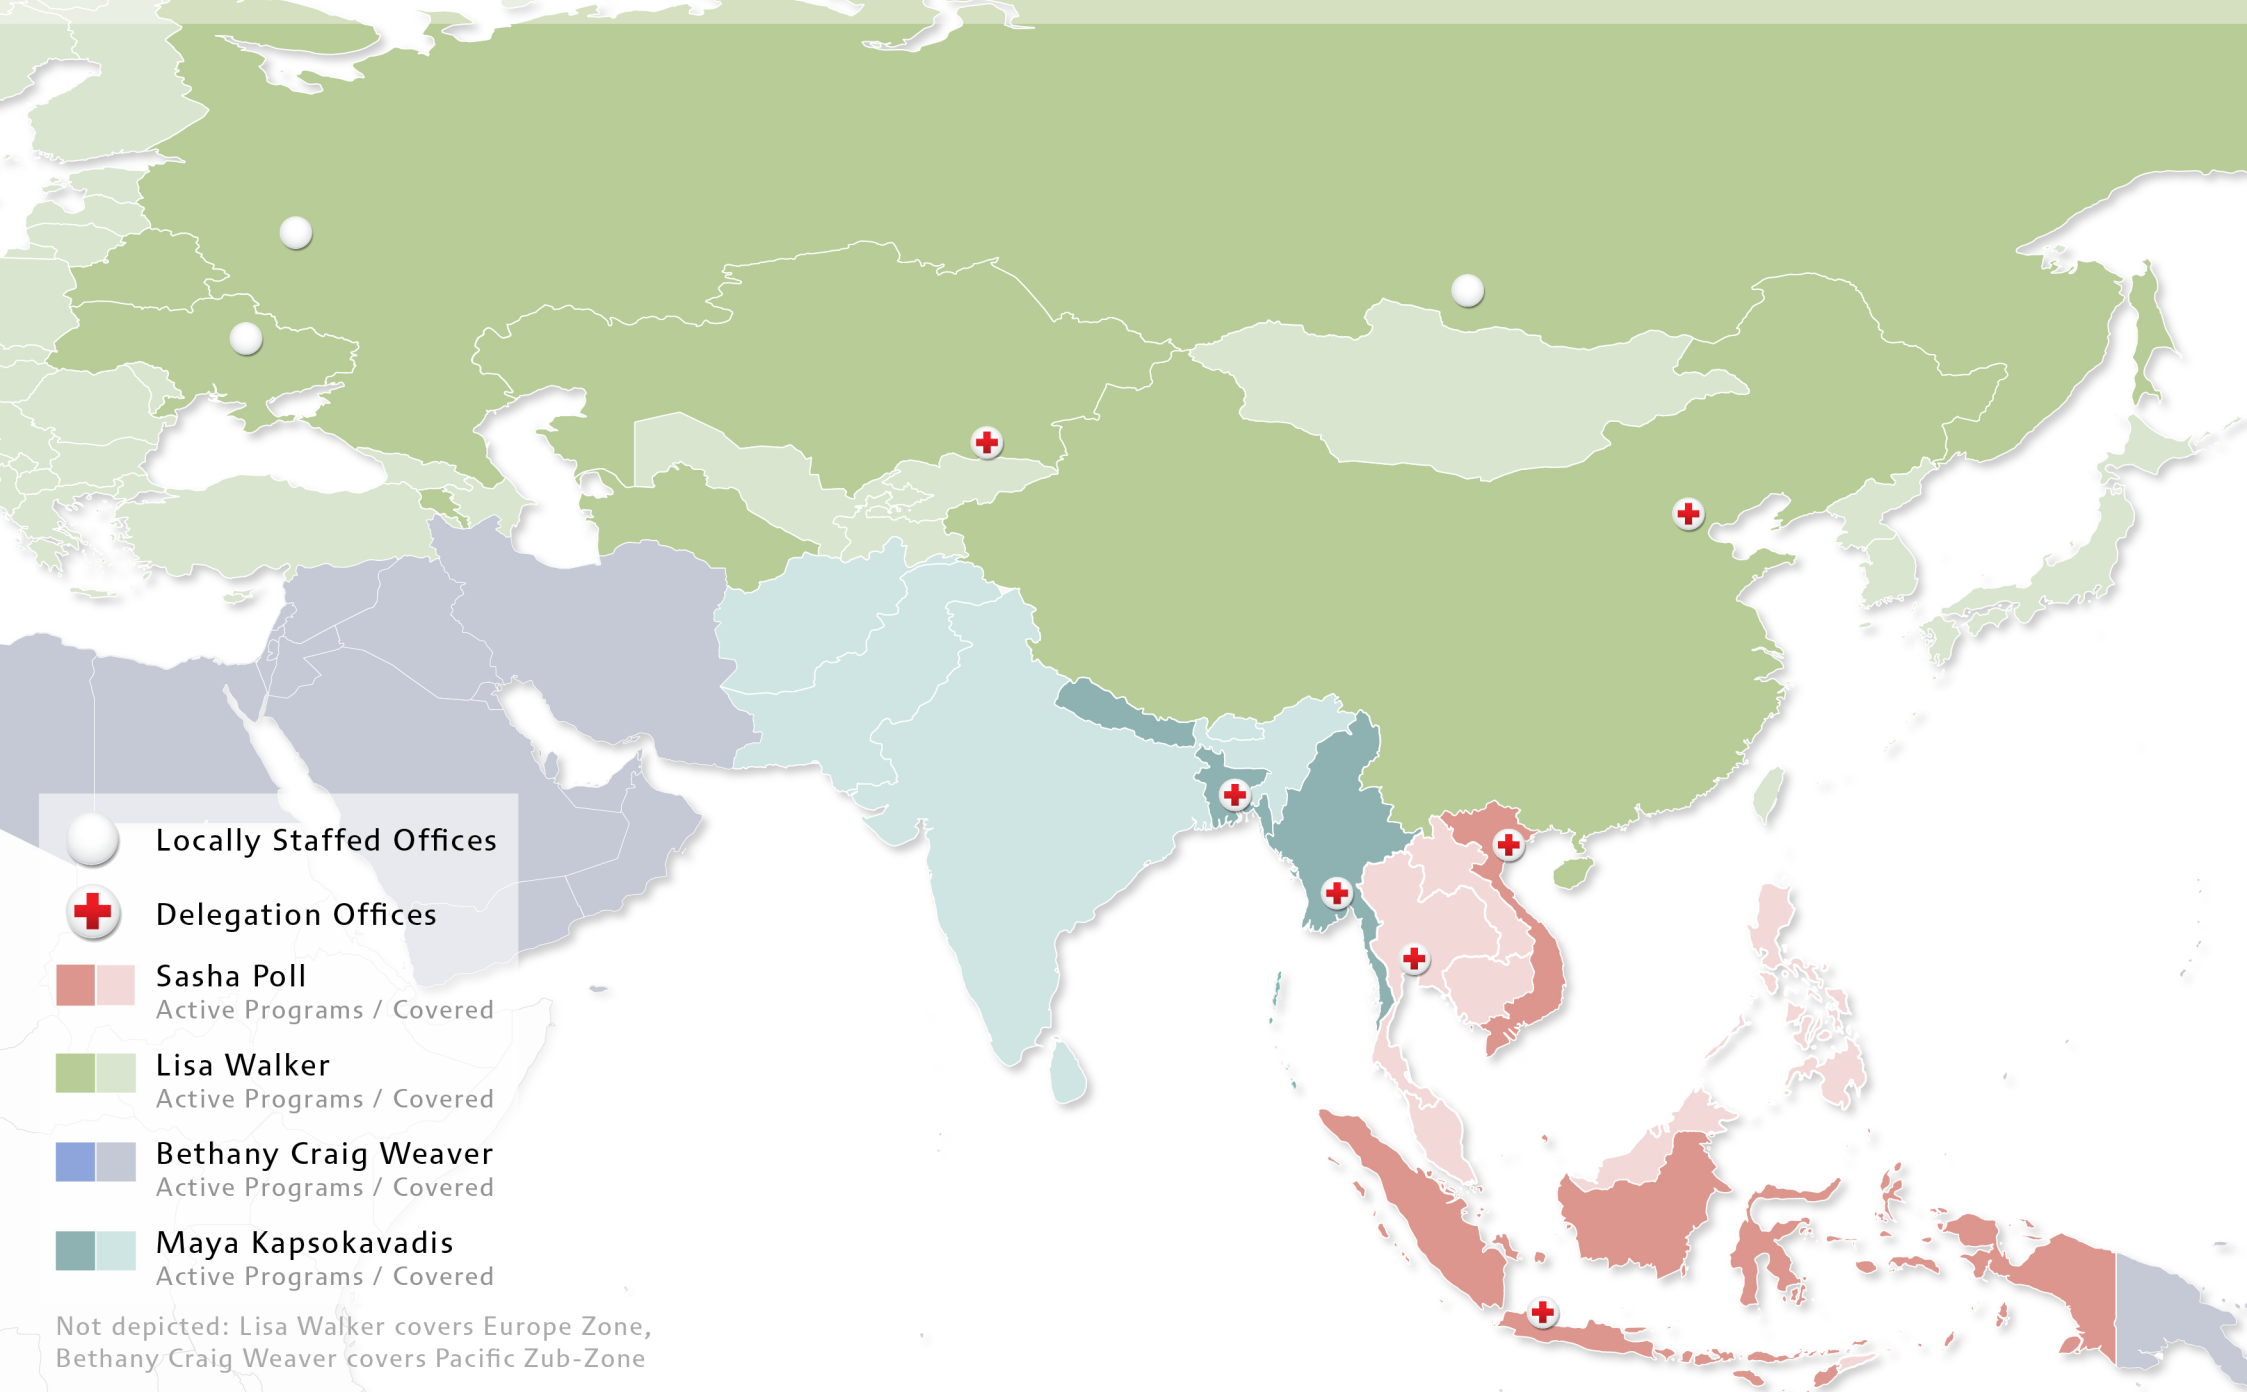 Locally Staffed Offices
Delegation Offices
Sasha Poll
Active Programs / Covered
Lisa Walker
Active Programs / Covered
Bethany Craig Weaver
Active Programs / Covered
Maya Kapsokavadis
Active Programs / Covered
Not depicted: Lisa Walker covers Europe Zone,
Bethany Craig Weaver covers Pacific Zub-Zone